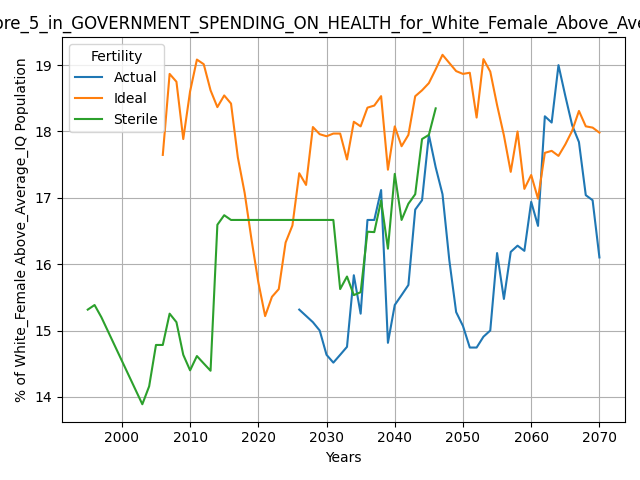 ore_5_in_GOVERNMENT_SPENDING_ON_HEALTH_for_White_Female_Above_Ave
Fertility
Actual
Ideal
Sterile
% of White_Female Above_Average_IQ Population
19
18
17
16
15
14
2000
2010
2020
2030
2040
2050
2060
2070
Years